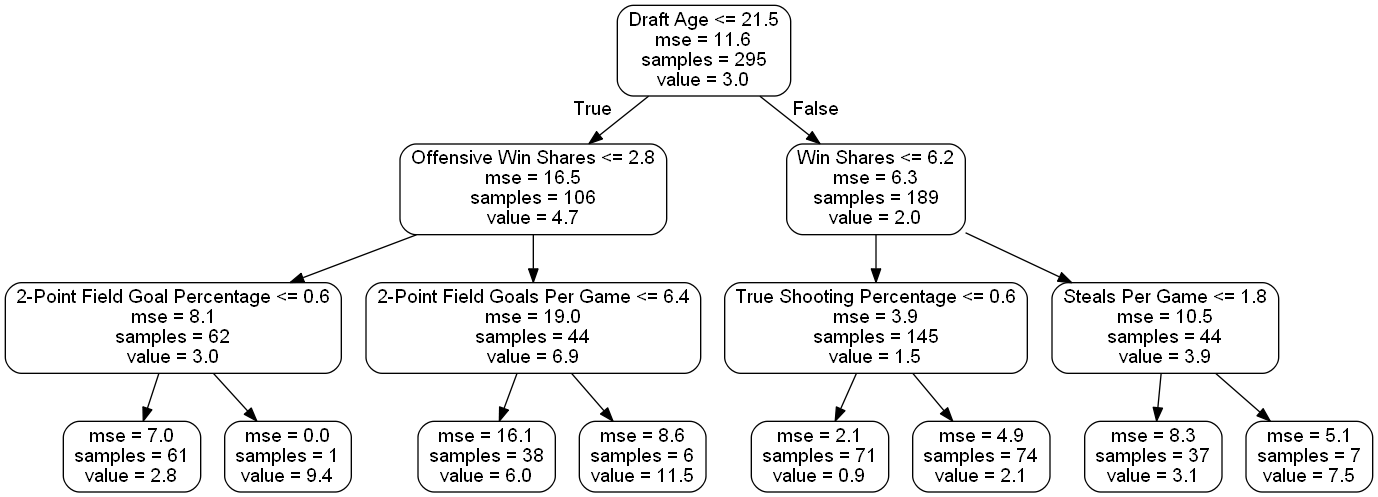 Draft Age <= 21.5
mse = 11.6
samples = 295
value = 3.0
True
False
Offensive Win Shares <= 2.8
mse = 16.5
samples = 106
value = 4.7
Win Shares <= 6.2
mse = 6.3
samples = 189
value = 2.0
2-Point Field Goal Percentage <= 0.6
mse = 8.1
samples = 62
value = 3.0
2-Point Field Goals Per Game <= 6.4
mse = 19.0
samples = 44
value = 6.9
True Shooting Percentage <= 0.6
mse = 3.9
samples = 145
value = 1.5
Steals Per Game <= 1.8
mse = 10.5
samples = 44
value = 3.9
mse = 7.0
samples = 61
value = 2.8
mse = 0.0
samples = 1
value = 9.4
mse = 16.1
samples = 38
value = 6.0
mse = 8.6
samples = 6
value = 11.5
mse = 2.1
samples = 71
value = 0.9
mse = 4.9
samples = 74
value = 2.1
mse = 8.3
samples = 37
value = 3.1
mse = 5.1
samples = 7
value = 7.5